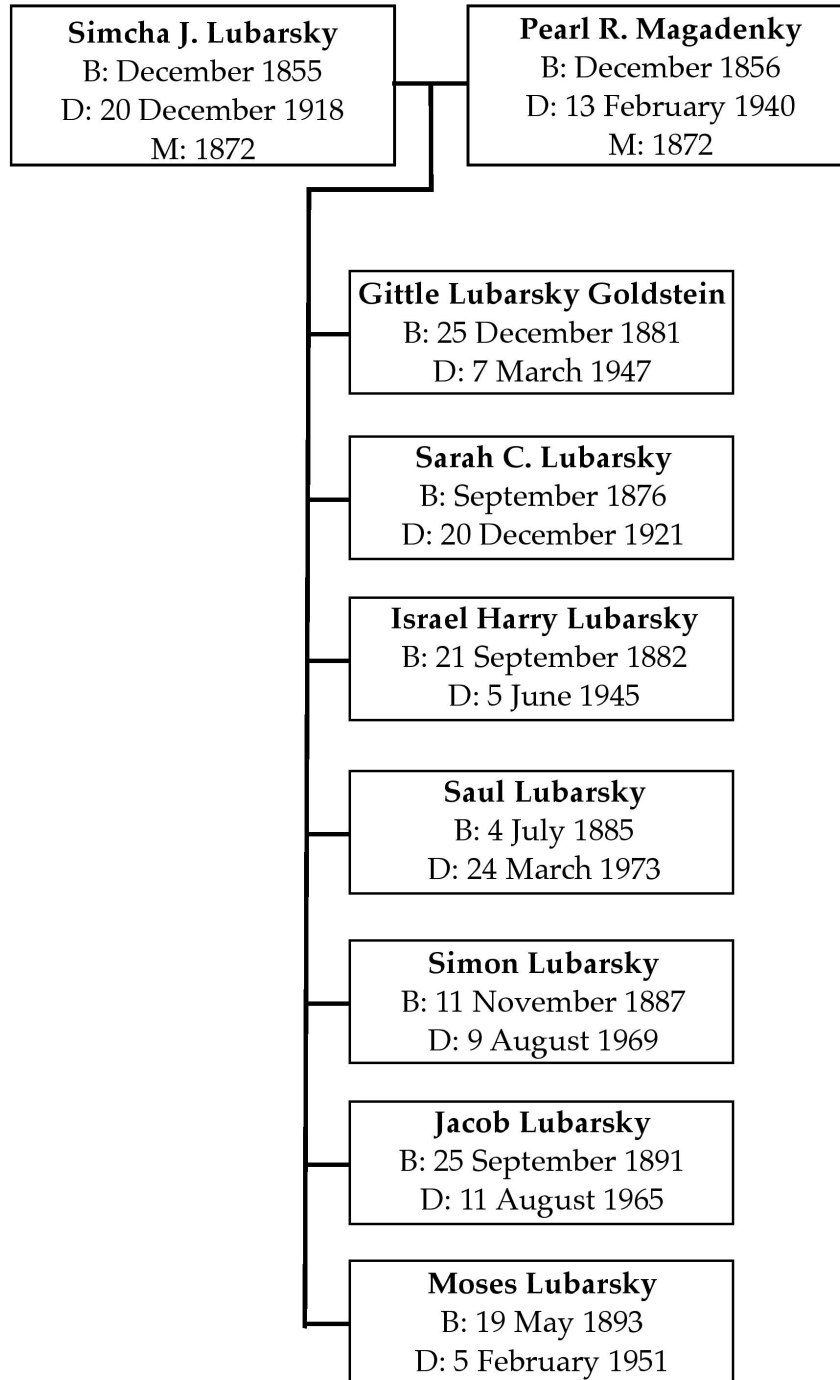 Simcha J. Lubarsky
B: December 1855
D: 20 December 1918
M: 1872
Pearl R. Magadenky
B: December 1856
D: 13 February 1940
M: 1872
Gittle Lubarsky Goldstein
B: 25 December 1881
D: 7 March 1947
Sarah C. Lubarsky
B: September 1876
D: 20 December 1921
Israel Harry Lubarsky
B: 21 September 1882
D: 5 June 1945
Saul Lubarsky
B: 4 July 1885
D: 24 March 1973
Simon Lubarsky
B: 11 November 1887
D: 9 August 1969
Jacob Lubarsky
B: 25 September 1891
D: 11 August 1965
Moses Lubarsky
B: 19 May 1893
D: 5 February 1951